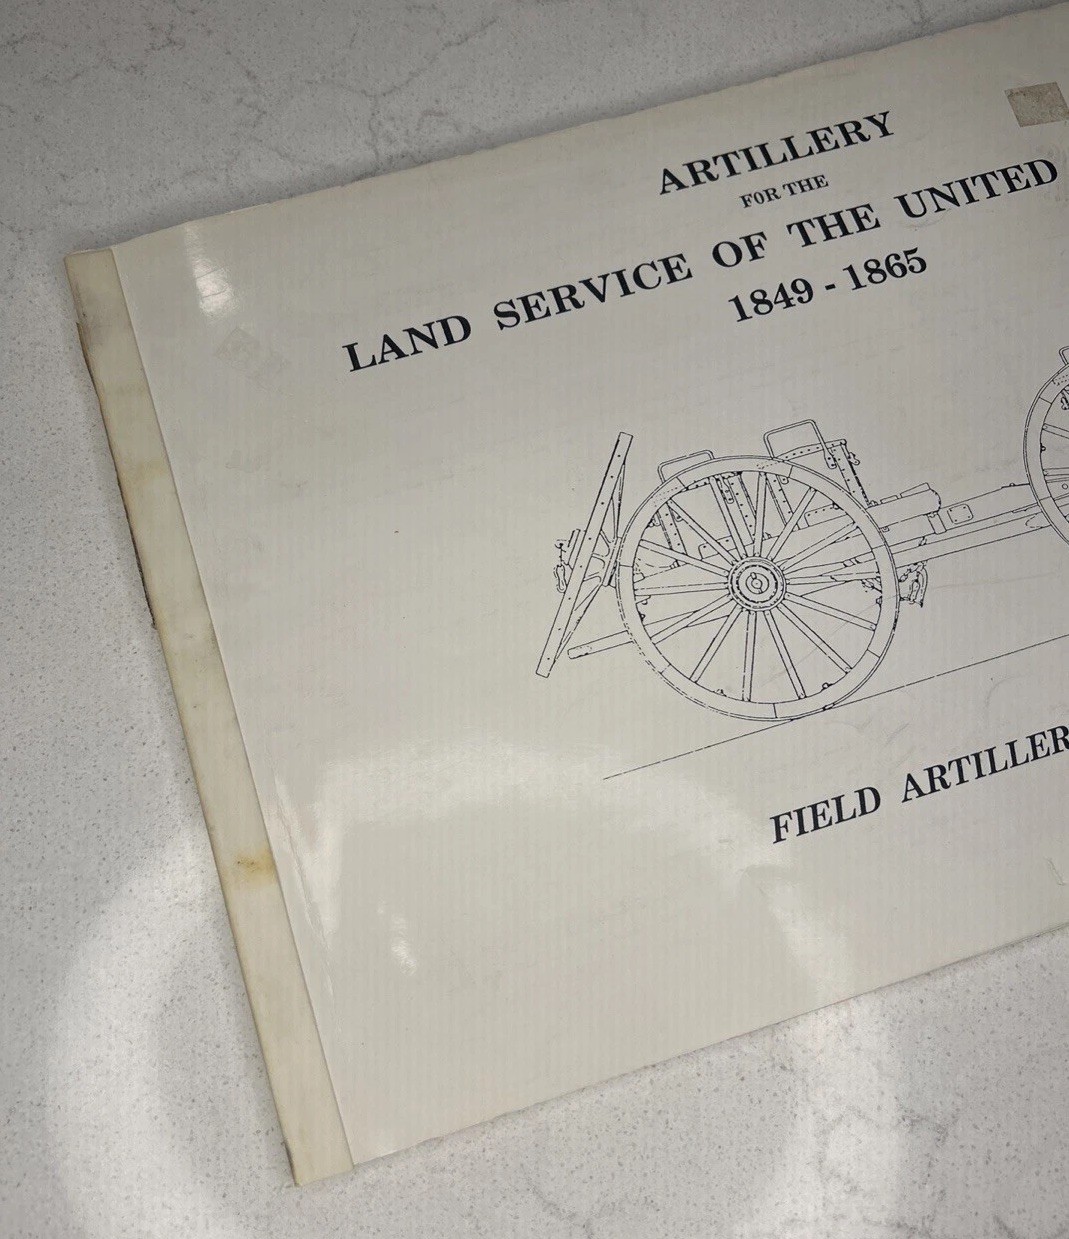 ARTILLERY
FOR THE
LAND SERVICE OF THE UNITED
1849 - 1865
FIELD ARTILLER